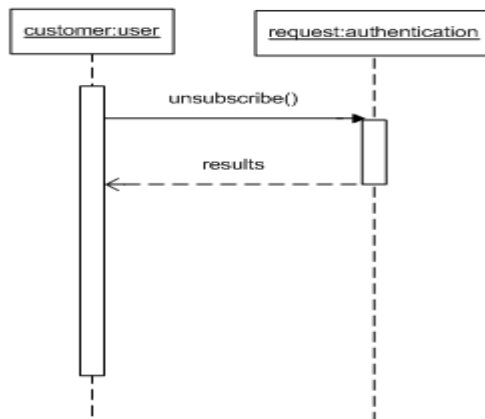 customer:user
request:authentication
unsubscribe()
results